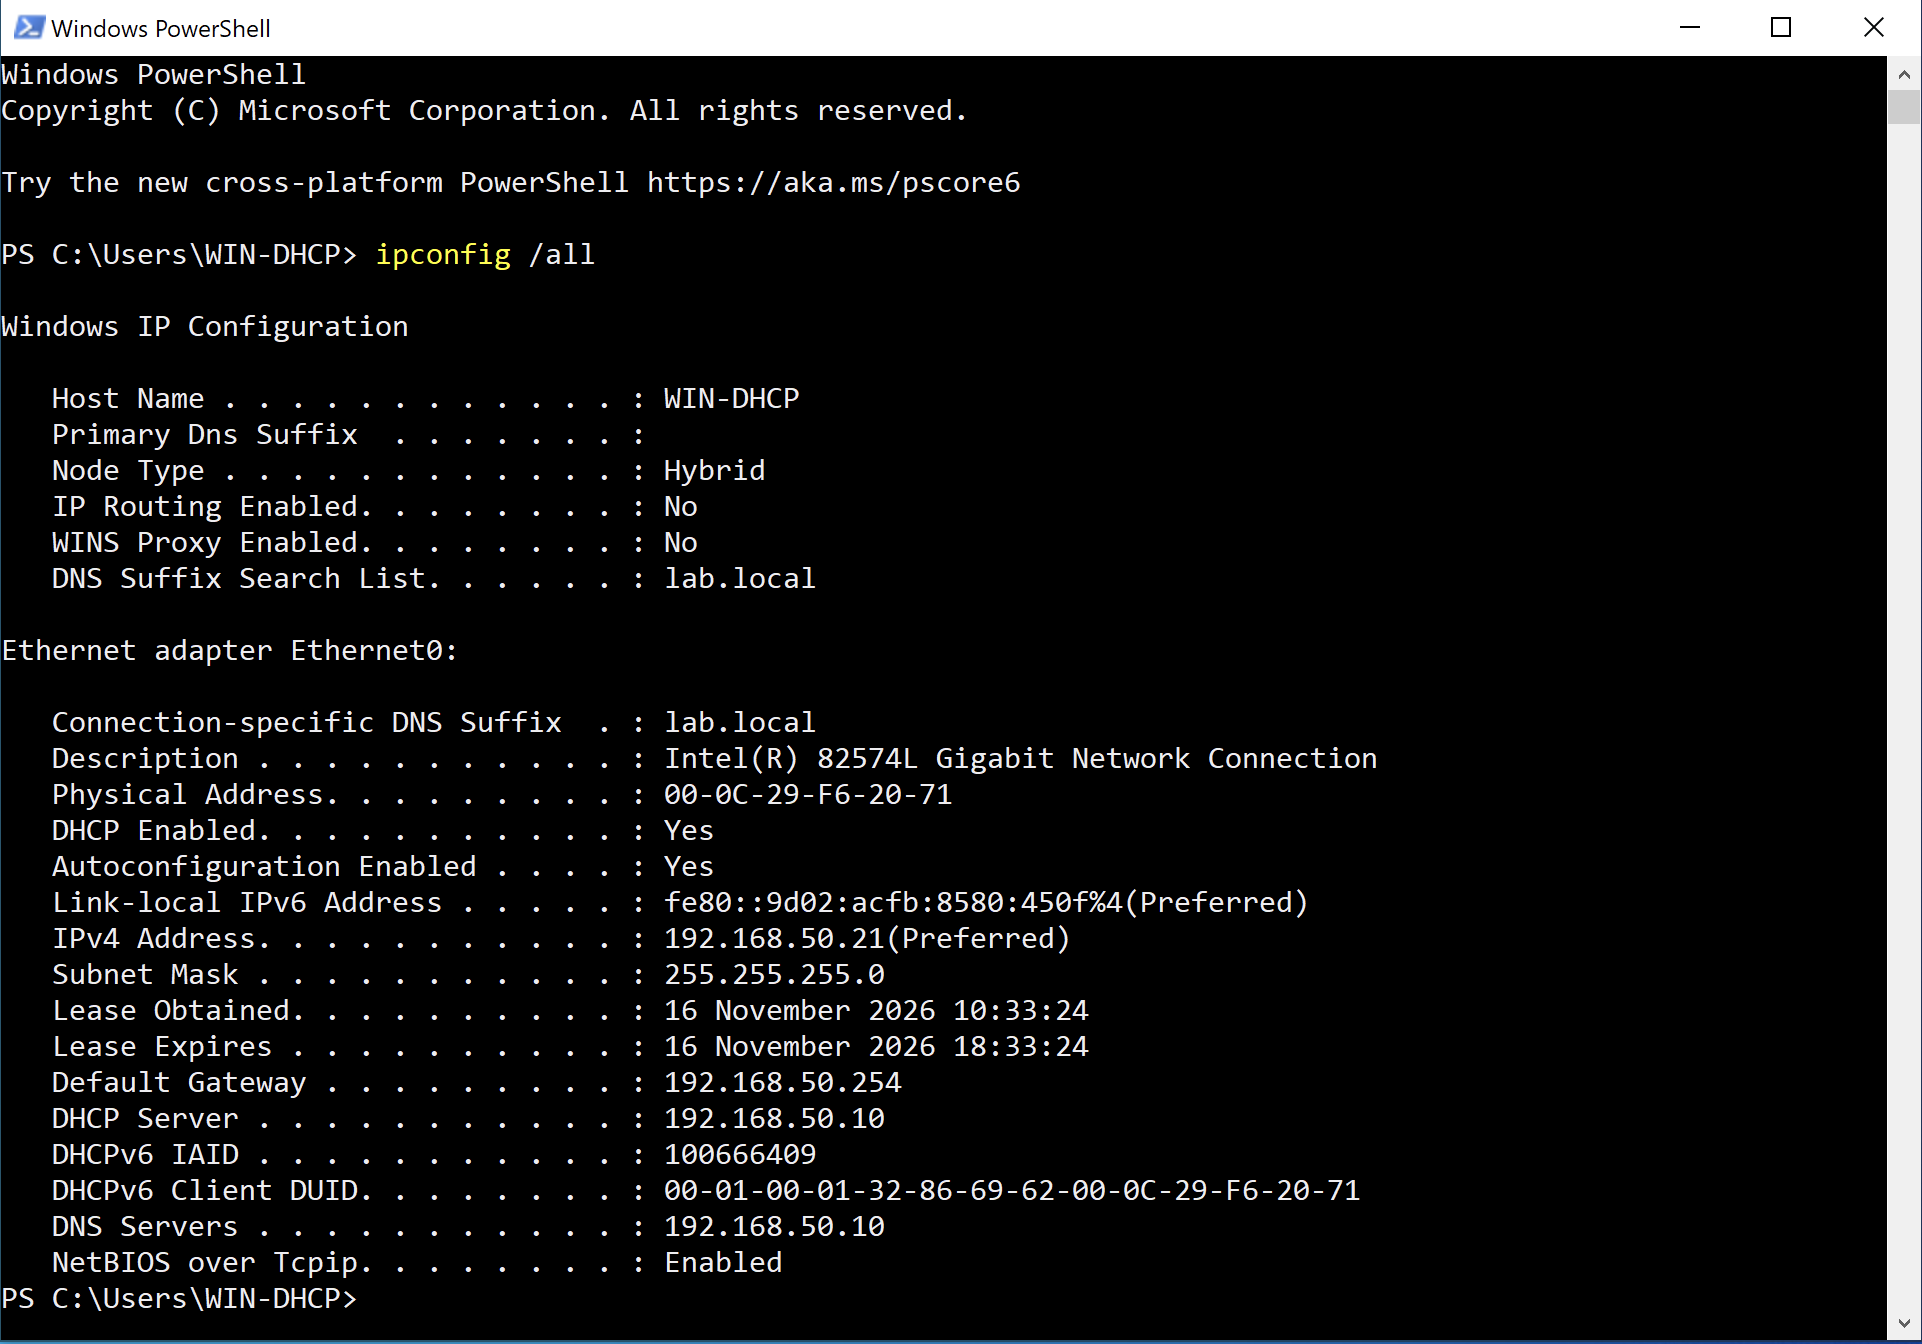 Windows PowerShell
Windows PowerShell
Copyright (C) Microsoft Corporation. All rights reserved.
Try the new cross-platform PowerShell https://aka.ms/pscore6
PS C:\Users\WIN-DHCP> ipconfig /all
Windows IP Configuration
   Host Name . . . . . . . . . . . . : WIN-DHCP
   Primary Dns Suffix  . . . . . . . :
   Node Type . . . . . . . . . . . . : Hybrid
   IP Routing Enabled. . . . . . . . : No
   WINS Proxy Enabled. . . . . . . . : No
   DNS Suffix Search List. . . . . . : lab.local
Ethernet adapter Ethernet0:
   Connection-specific DNS Suffix  . : lab.local
   Description . . . . . . . . . . . : Intel(R) 82574L Gigabit Network Connection
   Physical Address. . . . . . . . . : 00-0C-29-F6-20-71
   DHCP Enabled. . . . . . . . . . . : Yes
   Autoconfiguration Enabled . . . . : Yes
   Link-local IPv6 Address . . . . . : fe80::9d02:acfb:8580:450f%4(Preferred)
   IPv4 Address. . . . . . . . . . . : 192.168.50.21(Preferred)
   Subnet Mask . . . . . . . . . . . : 255.255.255.0
   Lease Obtained. . . . . . . . . . : 16 November 2026 10:33:24
   Lease Expires . . . . . . . . . . : 16 November 2026 18:33:24
   Default Gateway . . . . . . . . . : 192.168.50.254
   DHCP Server . . . . . . . . . . . : 192.168.50.10
   DHCPv6 IAID . . . . . . . . . . . : 100666409
   DHCPv6 Client DUID. . . . . . . . : 00-01-00-01-32-86-69-62-00-0C-29-F6-20-71
   DNS Servers . . . . . . . . . . . : 192.168.50.10
   NetBIOS over Tcpip. . . . . . . . : Enabled
PS C:\Users\WIN-DHCP>